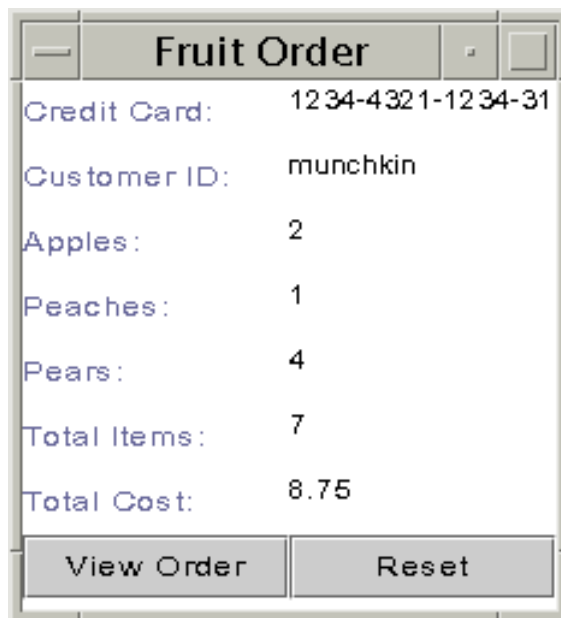 Fruit Order
Credit Card: 1234-4321-1234-31
Customer ID: munchkin
Apples: 2
Peaches: 1
Pears: 4
Total Items: 7
Total Cost: 8.75
View Order Reset